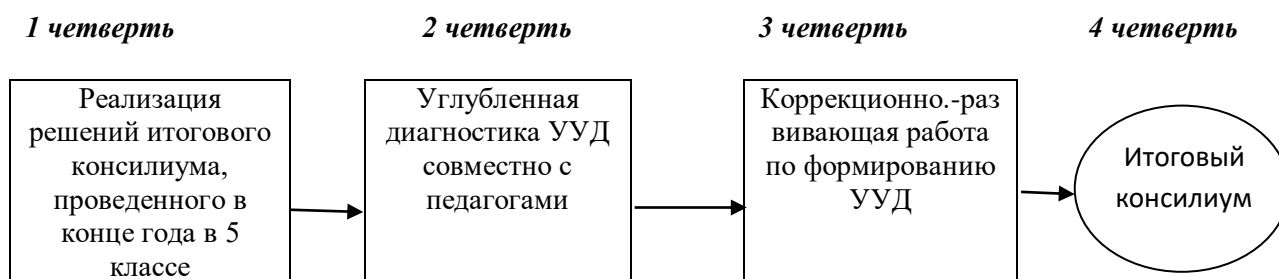 1 четверть 2 четверть 3 четверть 4 четверть
Реализация
решений итогового
консилиума,
проведенного в
конце года в 5
классе
Углубленная
диагностика УУД
совместно с
педагогами
Коррекционно.-раз
вивающая работа
по формированию
УУД
Итоговый
консилиум